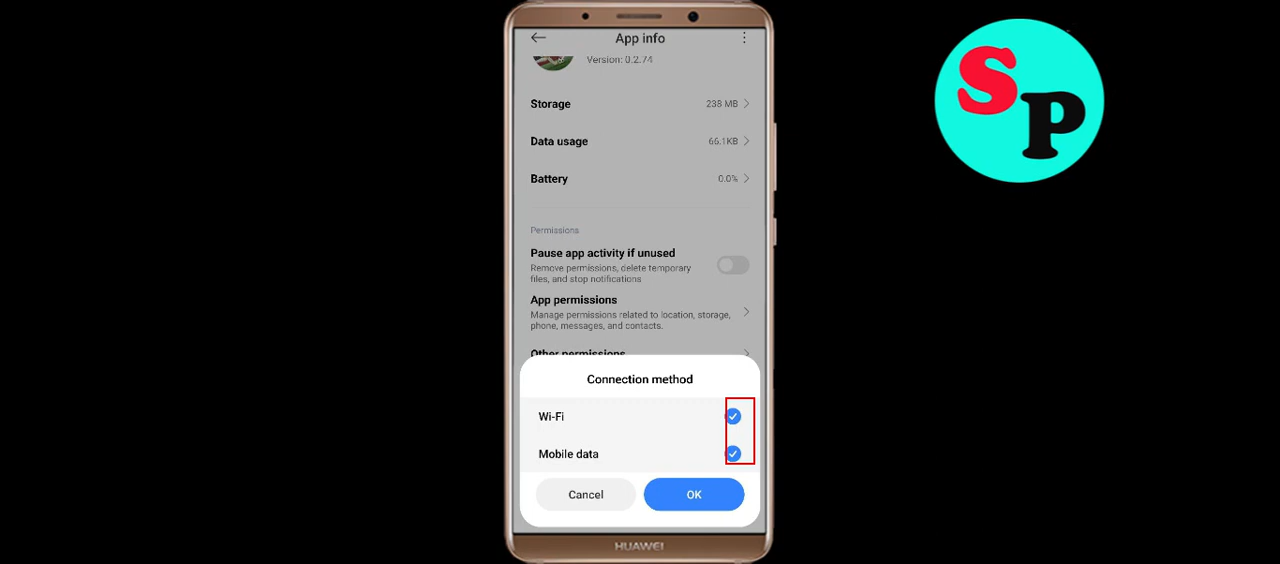 App info
Version: 0.2.74
Storage 238 MB
Data usage 66.1KB
Battery 0.0%
Permissions
Pause app activity if unused
Remove permissions, delete temporary
files, and stop notifications
App permissions
Manage permissions related to location, storage,
phone, messages, and contacts.
Other permissions
Connection method
Wi-Fi
Mobile data
Cancel OK
HUAWEI
SP